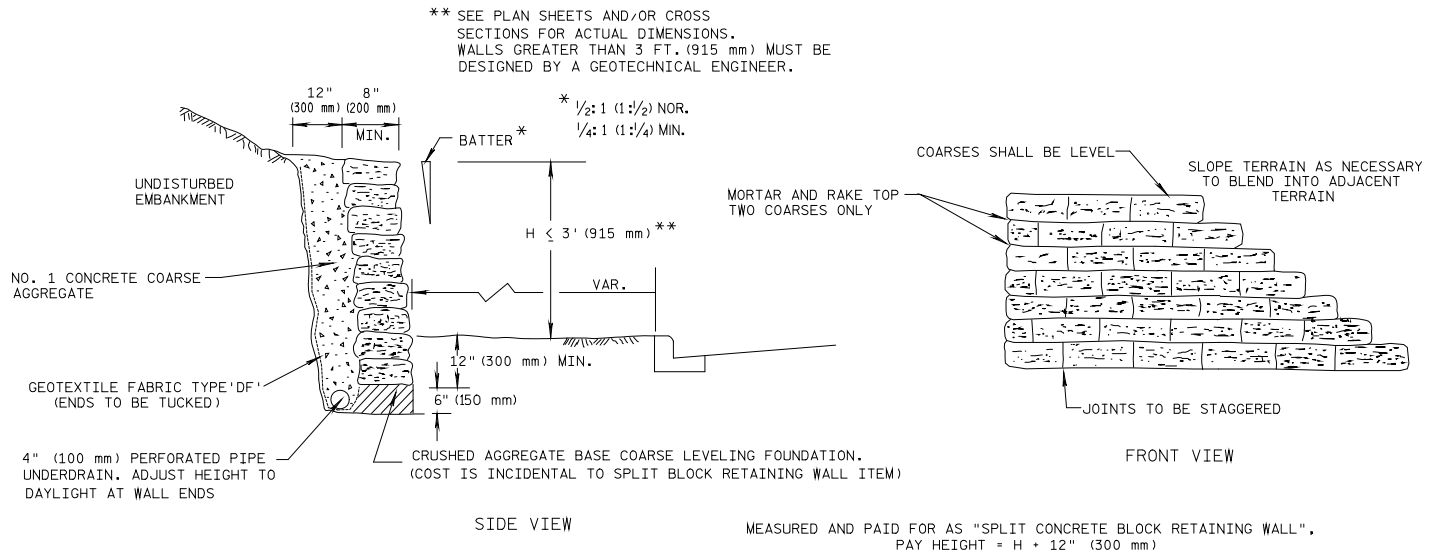 ** SEE PLAN SHEETS AND/OR CROSS
SECTIONS FOR ACTUAL DIMENSIONS.
WALLS GREATER THAN 3 FT. (915 mm) MUST BE
DESIGNED BY A GEOTECHNICAL ENGINEER.
12" 8"
(300 mm) (200 mm)
MIN.
* 1/2:1 (1:1/2) NOR.
1/4:1 (1:1/4) MIN.
BATTER *
UNDISTURBED
EMBANKMENT
H ≤ 3' (915 mm) **
NO. 1 CONCRETE COARSE
AGGREGATE
VAR.
12" (300 mm) MIN.
6" (150 mm)
GEOTEXTILE FABRIC TYPE'DF'
(ENDS TO BE TUCKED)
4" (100 mm) PERFORATED PIPE
UNDERDRAIN. ADJUST HEIGHT TO
DAYLIGHT AT WALL ENDS
CRUSHED AGGREGATE BASE COARSE LEVELING FOUNDATION.
(COST IS INCIDENTAL TO SPLIT BLOCK RETAINING WALL ITEM)
SIDE VIEW
COARSES SHALL BE LEVEL
SLOPE TERRAIN AS NECESSARY
TO BLEND INTO ADJACENT
TERRAIN
MORTAR AND RAKE TOP
TWO COARSES ONLY
JOINTS TO BE STAGGERED
FRONT VIEW
MEASURED AND PAID FOR AS "SPLIT CONCRETE BLOCK RETAINING WALL",
PAY HEIGHT = H + 12" (300 mm)